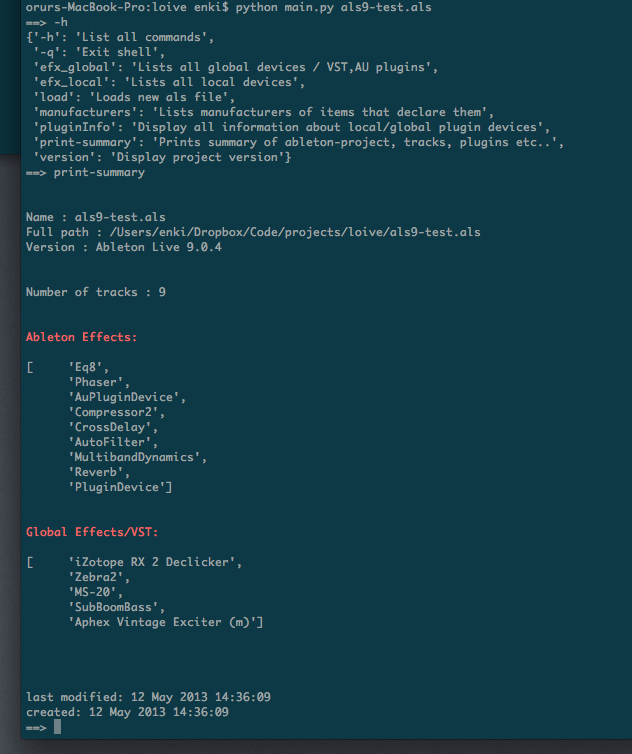 orurs-MacBook-Pro:loive enki$ python main.py als9-test.als
==> -h
{'-h': 'List all commands',
 '-q': 'Exit shell',
 'efx_global': 'Lists all global devices / VST,AU plugins',
 'efx_local': 'Lists all local devices',
 'load': 'Loads new als file',
 'manufacturers': 'Lists manufacturers of items that declare them',
 'pluginInfo': 'Display all information about local/global plugin devices',
 'print-summary': 'Prints summary of ableton-project, tracks, plugins etc..',
 'version': 'Display project version'}
==> print-summary
Name : als9-test.als
Full path : /Users/enki/Dropbox/Code/projects/loive/als9-test.als
Version : Ableton Live 9.0.4
Number of tracks : 9
Ableton Effects:
[     'Eq8',
      'Phaser',
      'AuPluginDevice',
      'Compressor2',
      'CrossDelay',
      'AutoFilter',
      'MultibandDynamics',
      'Reverb',
      'PluginDevice']
Global Effects/VST:
[     'iZotope RX 2 Declicker',
      'Zebra2',
      'MS-20',
      'SubBoomBass',
      'Aphex Vintage Exciter (m)']
last modified: 12 May 2013 14:36:09
created: 12 May 2013 14:36:09
==>